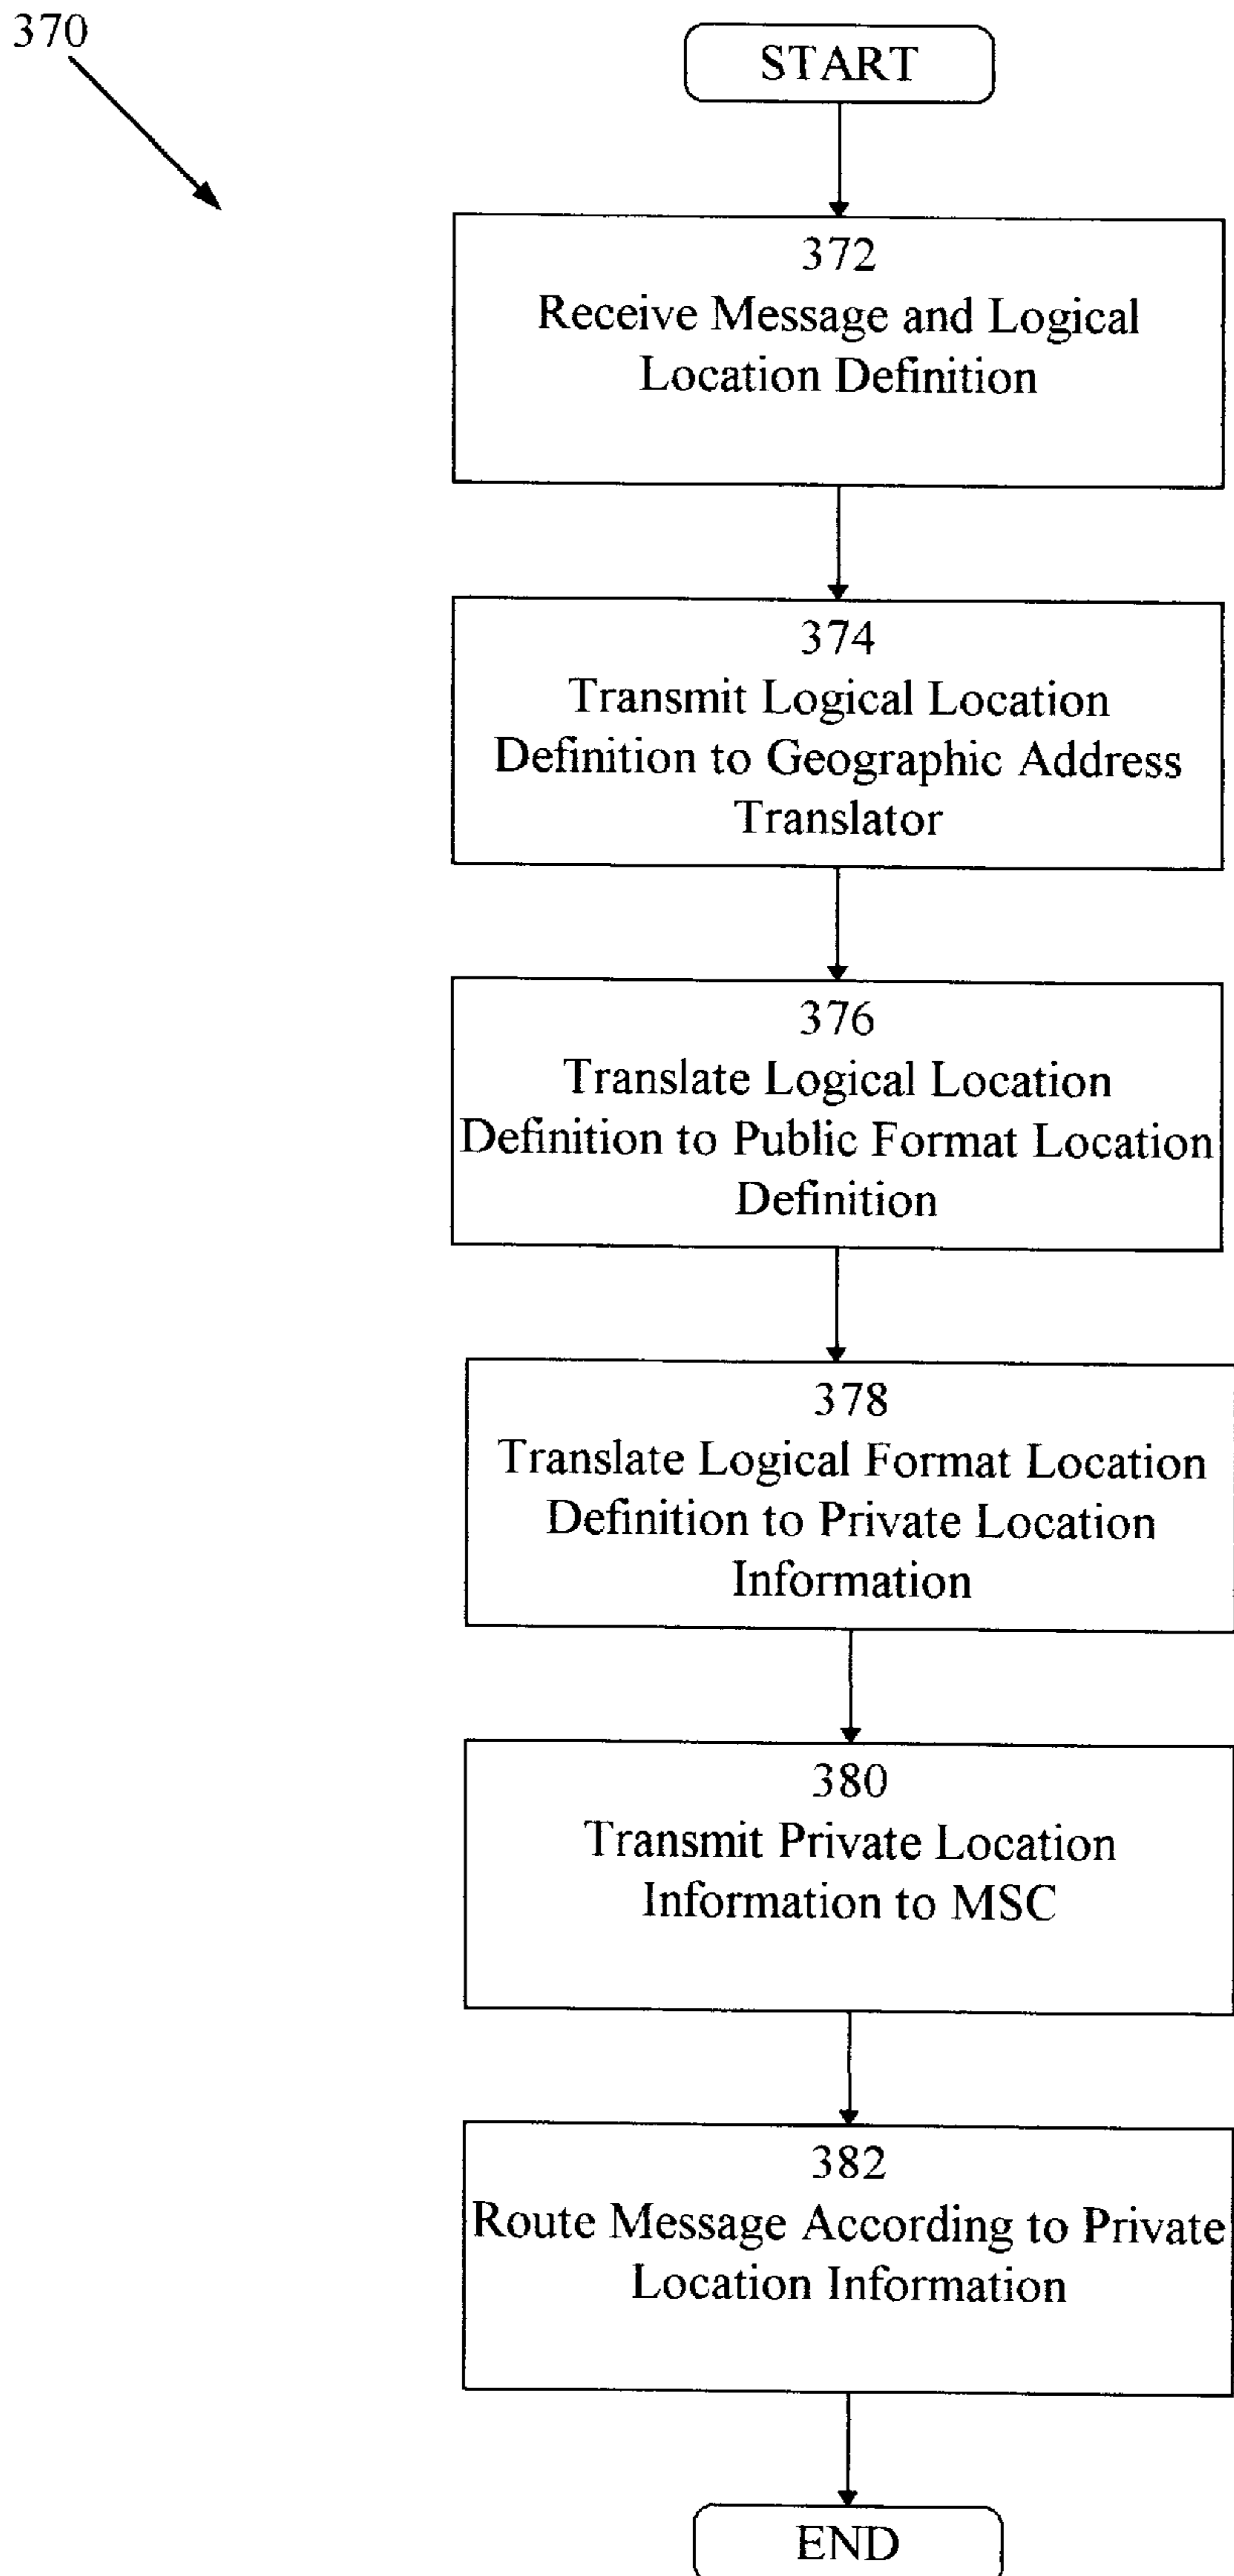 370
START
372
Receive Message and Logical
Location Definition
374
Transmit Logical Location
Definition to Geographic Address
Translator
376
Translate Logical Location
Definition to Public Format Location
Definition
378
Translate Logical Format Location
Definition to Private Location
Information
380
Transmit Private Location
Information to MSC
382
Route Message According to Private
Location Information
END